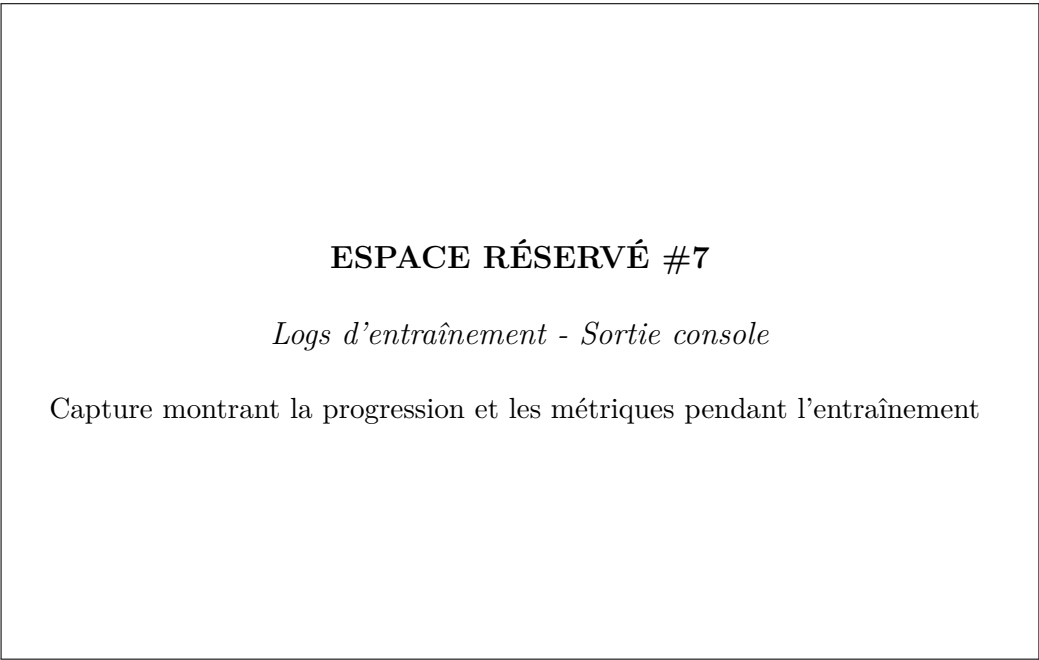 ESPACE RÉSERVÉ #7
Logs d'entraînement - Sortie console
Capture montrant la progression et les métriques pendant l'entraînement